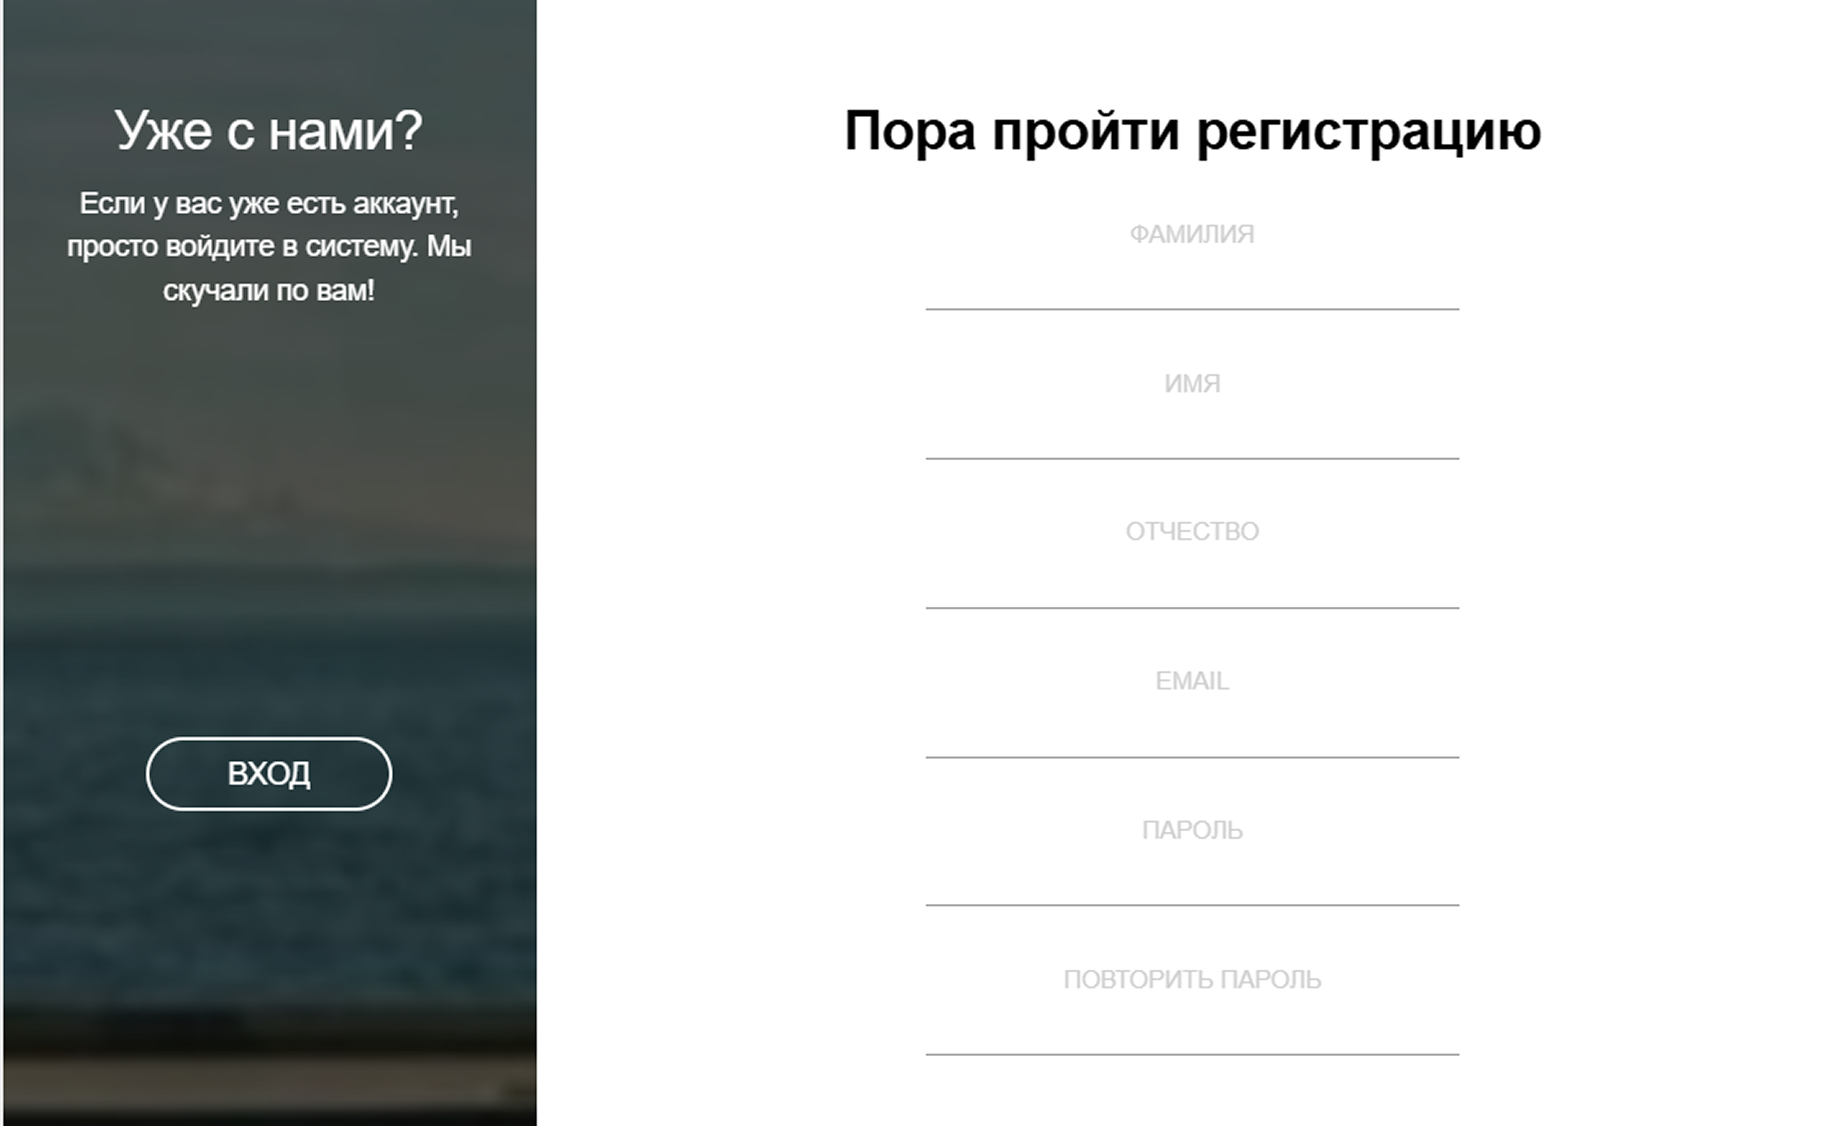 Уже с нами?
Если у вас уже есть аккаунт,
просто войдите в систему. Мы
скучали по вам!
ВХОД
Пора пройти регистрацию
ФАМИЛИЯ
ИМЯ
ОТЧЕСТВО
EMAIL
ПАРОЛЬ
ПОВТОРИТЬ ПАРОЛЬ